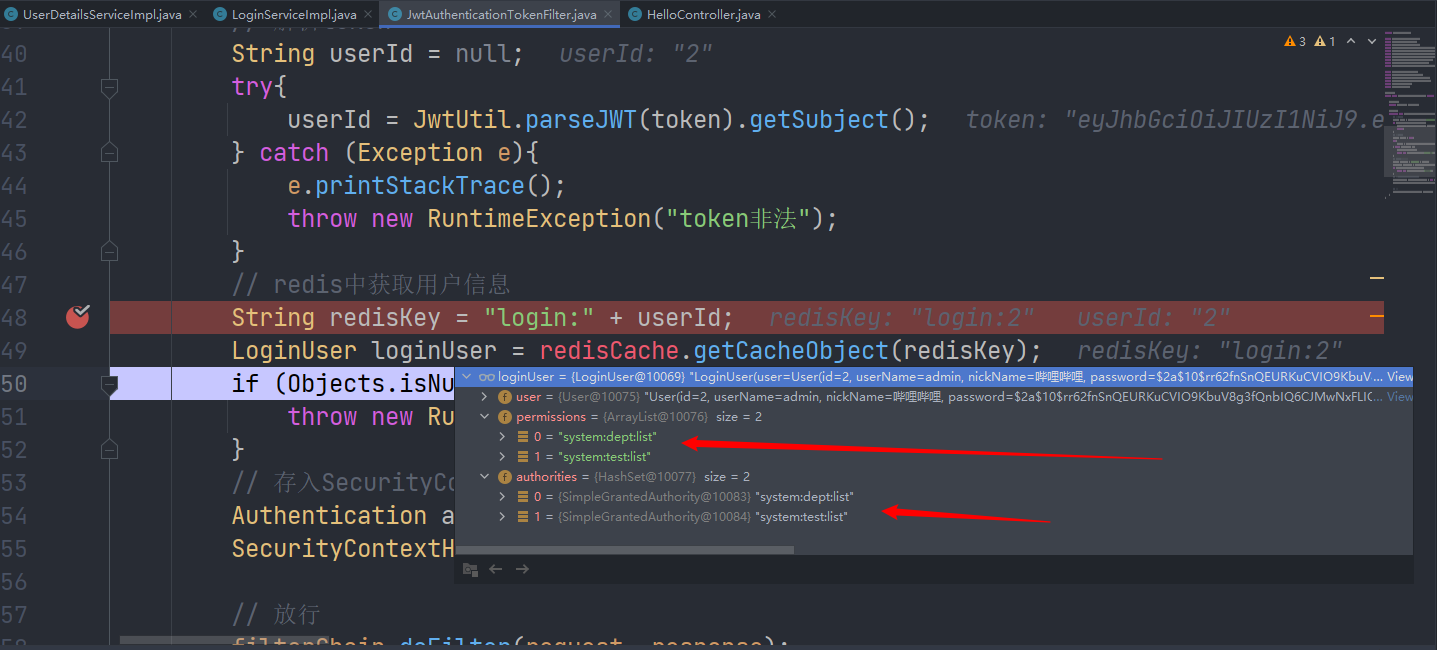 UserDetailsServiceImpl.java LoginServiceImpl.java JwtAuthenticationTokenFilter.java HelloController.java
40 String userId = null; userId: "2"
3 1
41 try{
42 userId = JwtUtil.parseJWT(token).getSubject(); token: "eyJhbGciOiJIUzI1NiJ9.e
43 } catch (Exception e){
44 e.printStackTrace();
45 throw new RuntimeException("token非法");
46 }
47 // redis中获取用户信息
48 String redisKey = "login:" + userId; redisKey: "login:2" userId: "2"
49 LoginUser loginUser = redisCache.getCacheObject(redisKey); redisKey: "login:2"
50 if (Objects.isNu
loginUser = {LoginUser@10069} "LoginUser(user=User(id=2, userName=admin, nickName=哔哩哔哩, password=$2a$10$rr62fnSnQEURKuCVIO9KbuV... View
user = {User@10075} "User(id=2, userName=admin, nickName=哔哩哔哩, password=$2a$10$rr62fnSnQEURKuCVIO9KbuV8g3fQnbIQ6CJMwNxFLIC... View
51 throw new Ru
permissions = {ArrayList@10076} size = 2
0 = "system:dept:list"
52 }
1 = "system:test:list"
53 // 存入SecurityCo
authorities = {HashSet@10077} size = 2
0 = {SimpleGrantedAuthority@10083} "system:dept:list"
54 Authentication a
1 = {SimpleGrantedAuthority@10084} "system:test:list"
55 SecurityContextH
56
57 // 放行
58 filterChain.doFilter(request, response);